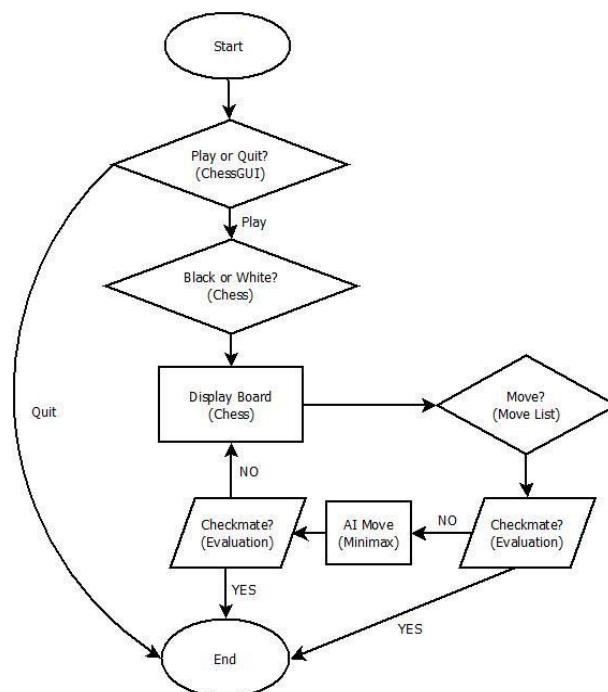 Start
Play or Quit?
(ChessGUI)
Play
Black or White?
(Chess)
Display Board
(Chess)
Move?
(Move List)
Quit
NO
Checkmate?
(Evaluation)
AI Move
(Minimax)
NO
Checkmate?
(Evaluation)
YES
YES
End